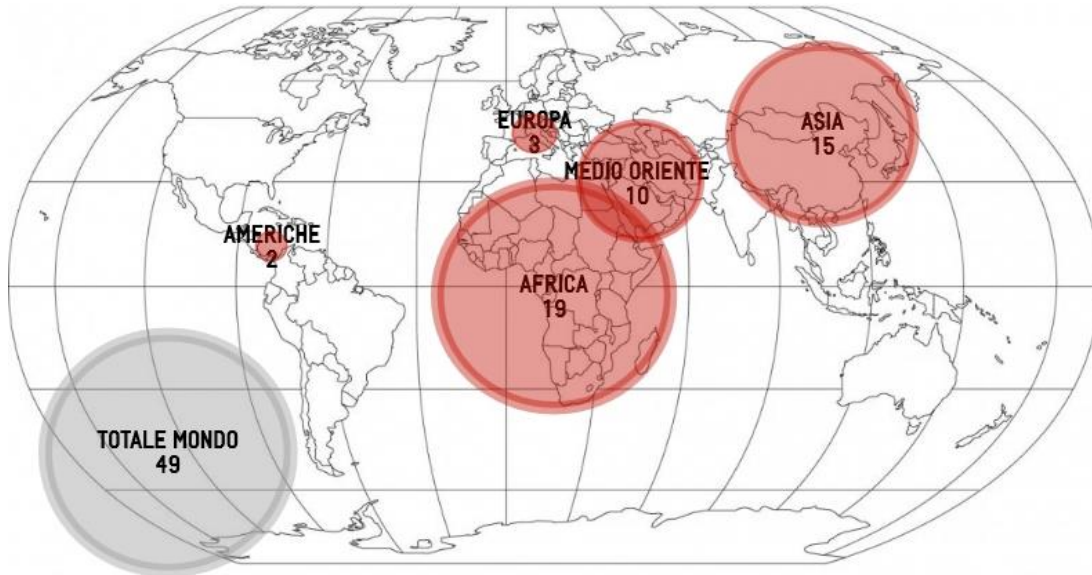 EUROPA
3
ASIA
15
MEDIO ORIENTE
10
AMERICHE
2
AFRICA
19
TOTALE MONDO
49